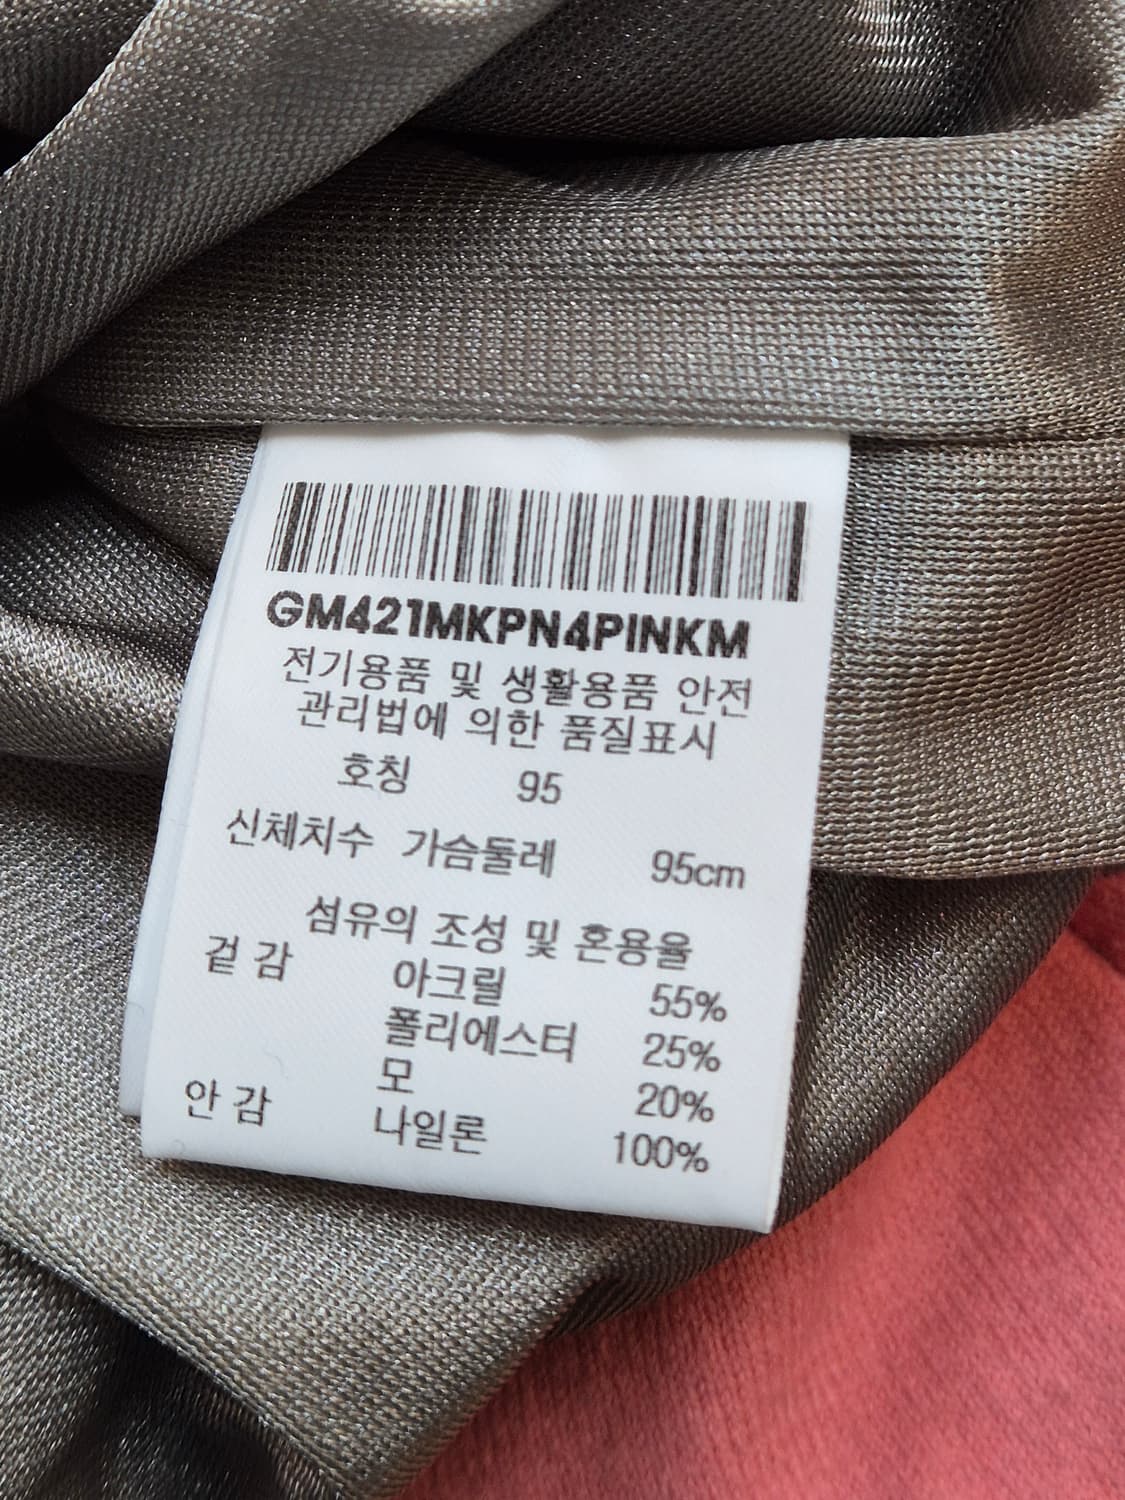 GM421MKPN4PINKM
전기용품 및 생활용품 안전
관리법에 의한 품질표시
호칭 95
신체치수 가슴둘레 95cm
섬유의 조성 및 혼용율
겉감 아크릴 55%
폴리에스터 25%
모 20%
안감 나일론 100%